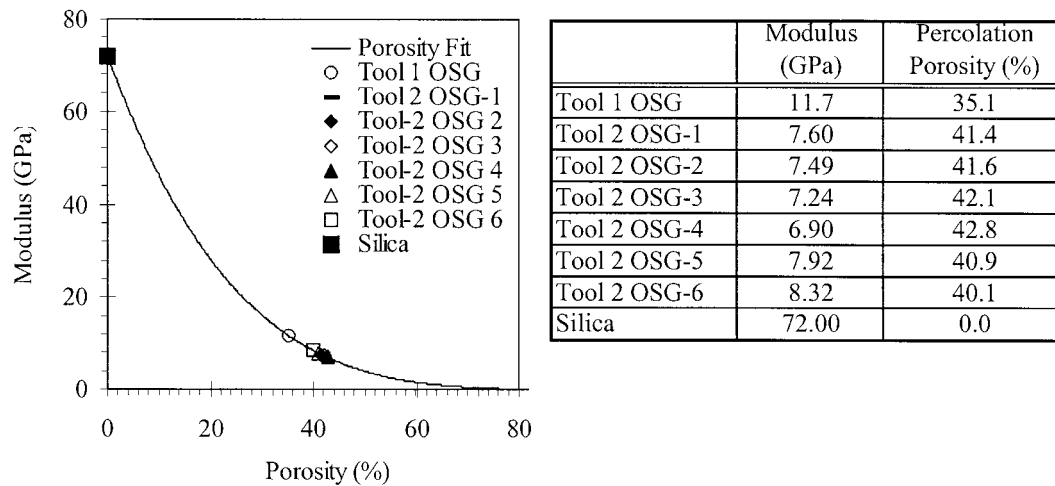 80
60
40
20
0
Modulus (GPa)
0 20 40 60 80
Porosity (%)
Porosity Fit
Tool 1 OSG
Tool 2 OSG-1
Tool-2 OSG 2
Tool-2 OSG 3
Tool-2 OSG 4
Tool-2 OSG 5
Tool-2 OSG 6
Silica
Modulus Percolation
(GPa) Porosity (%)
Tool 1 OSG 11.7 35.1
Tool 2 OSG-1 7.60 41.4
Tool 2 OSG-2 7.49 41.6
Tool 2 OSG-3 7.24 42.1
Tool 2 OSG-4 6.90 42.8
Tool 2 OSG-5 7.92 40.9
Tool 2 OSG-6 8.32 40.1
Silica 72.00 0.0